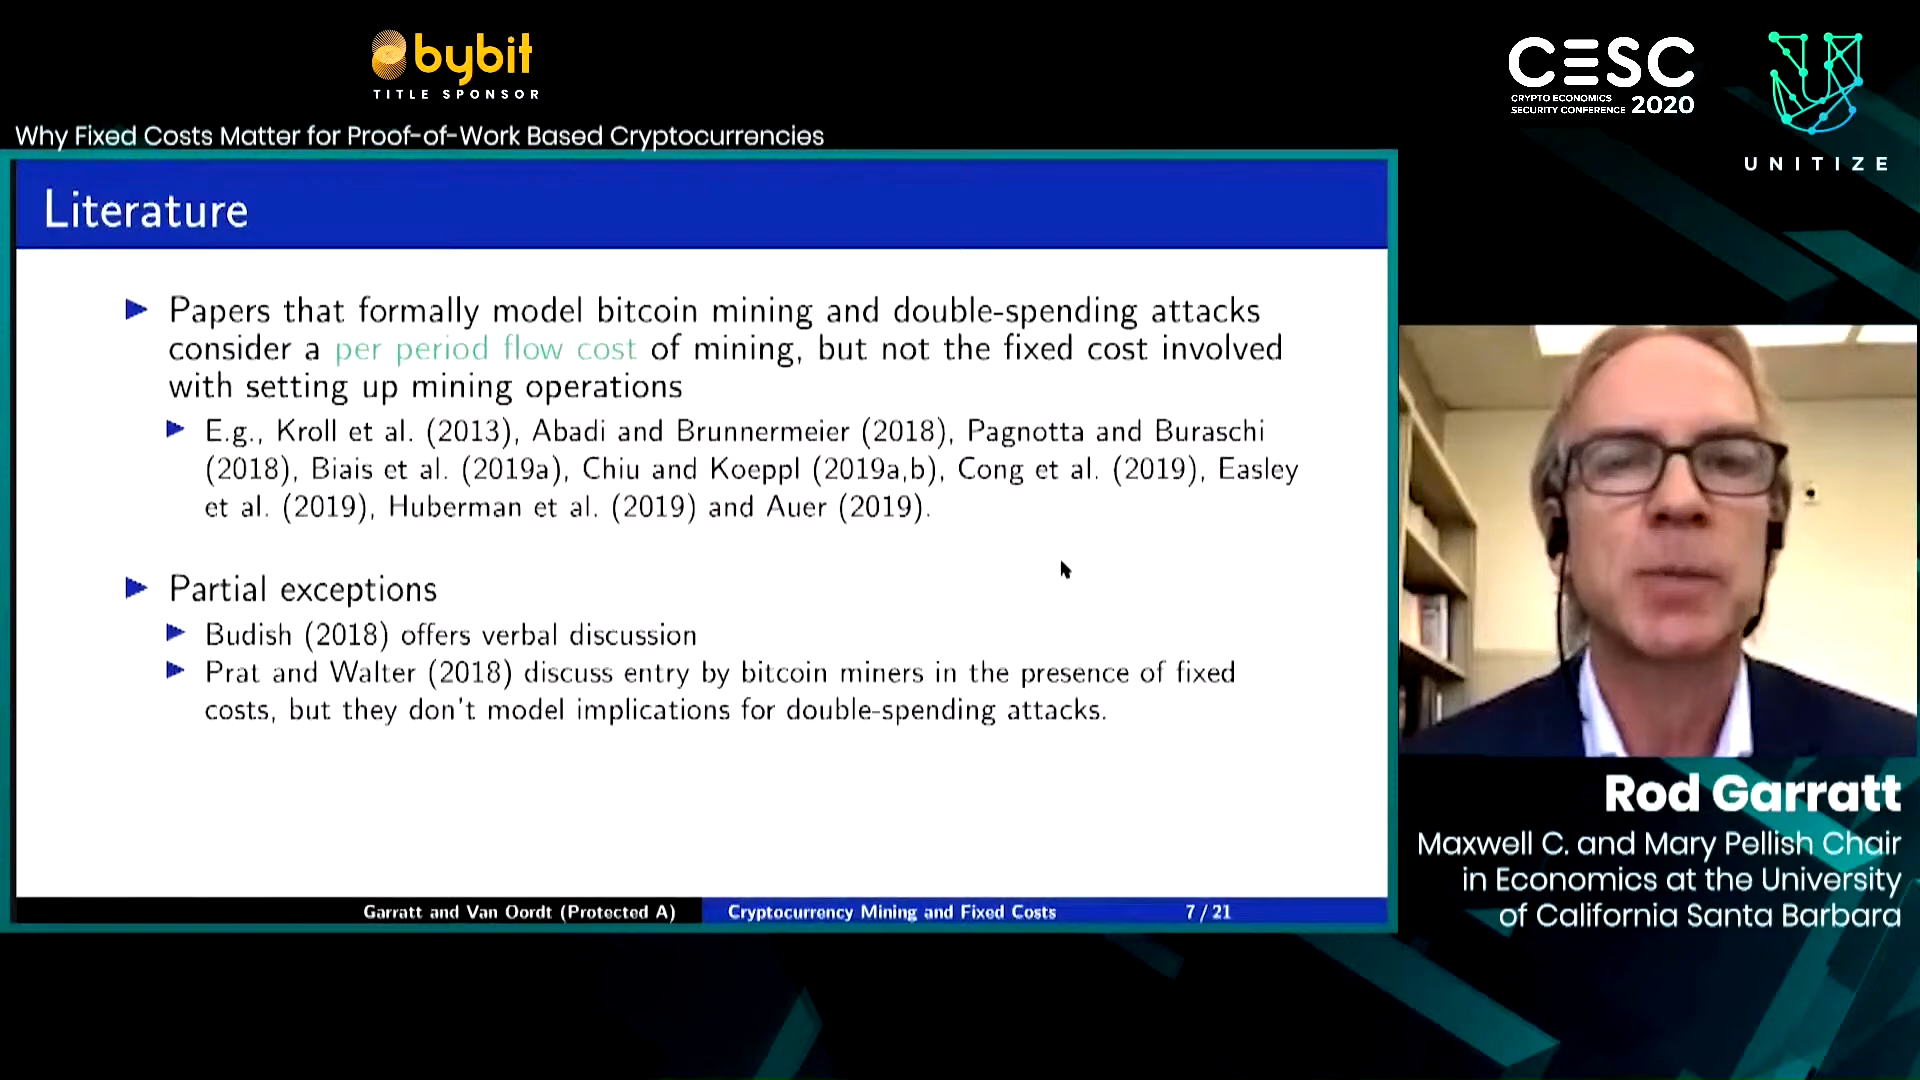 bybit
TITLE SPONSOR
CESC
CRYPTO ECONOMICS
SECURITY CONFERENCE 2020
UNITIZE
Why Fixed Costs Matter for Proof-of-Work Based Cryptocurrencies
Literature
Papers that formally model bitcoin mining and double-spending attacks
consider a per period flow cost of mining, but not the fixed cost involved
with setting up mining operations
E.g., Kroll et al. (2013), Abadi and Brunnermeier (2018), Pagnotta and Buraschi
(2018), Biais et al. (2019a), Chiu and Koeppl (2019a,b), Cong et al. (2019), Easley
et al. (2019), Huberman et al. (2019) and Auer (2019).
Partial exceptions
Budish (2018) offers verbal discussion
Prat and Walter (2018) discuss entry by bitcoin miners in the presence of fixed
costs, but they don't model implications for double-spending attacks.
Garratt and Van Oordt (Protected A) Cryptocurrency Mining and Fixed Costs 7 / 21
Rod Garratt
Maxwell C. and Mary Pellish Chair
in Economics at the University
of California Santa Barbara